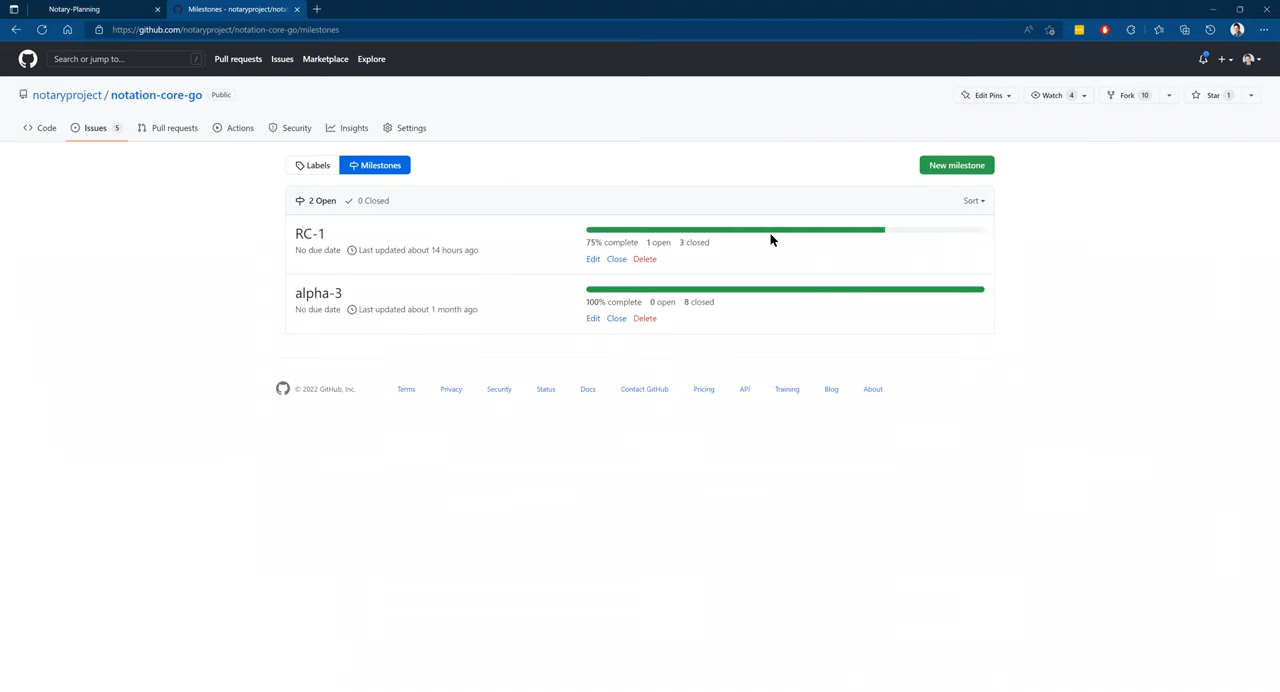 Notary-Planning
Milestones - notaryproject/nota
https://github.com/notaryproject/notation-core-go/milestones
Search or jump to... /
Pull requests Issues Marketplace Explore
notaryproject / notation-core-go Public
Edit Pins Watch 4 Fork 10 Star 1
Code Issues 5 Pull requests Actions Security Insights Settings
Labels Milestones New milestone
2 Open 0 Closed Sort
RC-1
No due date Last updated about 14 hours ago
75% complete 1 open 3 closed
Edit Close Delete
alpha-3
No due date Last updated about 1 month ago
100% complete 0 open 8 closed
Edit Close Delete
© 2022 GitHub, Inc. Terms Privacy Security Status Docs Contact GitHub Pricing API Training Blog About